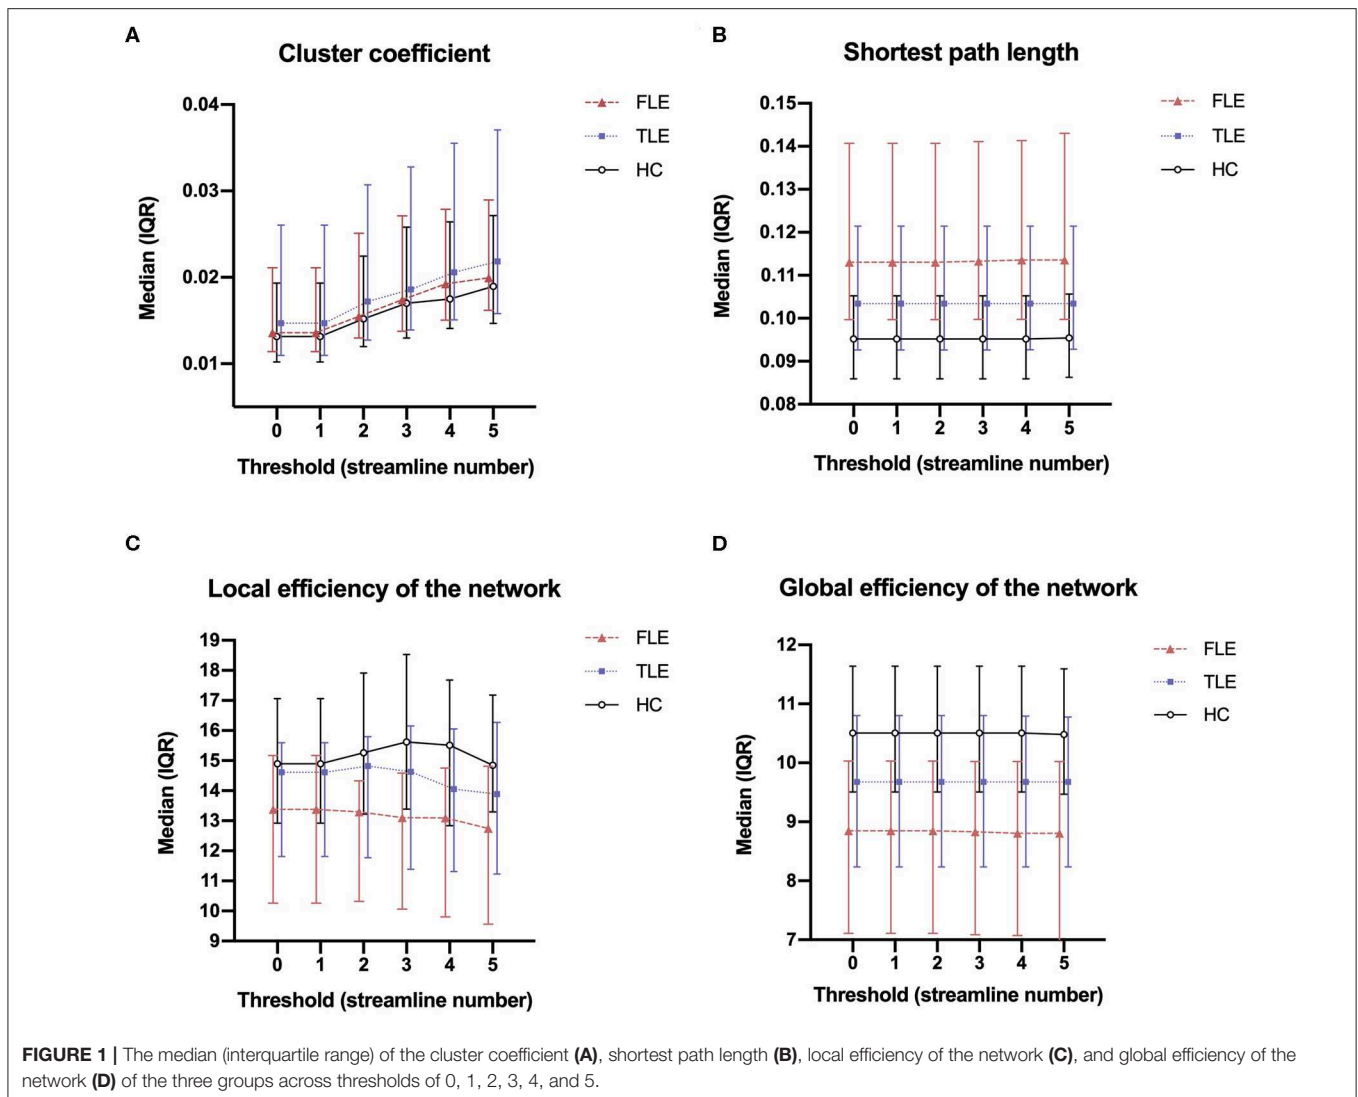 A
Cluster coefficient
0.04
0.03
0.02
0.01
Median (IQR)
0 1 2 3 4 5
Threshold (streamline number)
FLE
TLE
HC
B
Shortest path length
0.15
0.14
0.13
0.12
0.11
0.10
0.09
0.08
Median (IQR)
0 1 2 3 4 5
Threshold (streamline number)
FLE
TLE
HC
C
Local efficiency of the network
19
18
17
16
15
14
13
12
11
10
9
Median (IQR)
0 1 2 3 4 5
Threshold (streamline number)
FLE
TLE
HC
D
Global efficiency of the network
12
11
10
9
8
7
Median (IQR)
0 1 2 3 4 5
Threshold (streamline number)
FLE
TLE
HC
FIGURE 1 | The median (interquartile range) of the cluster coefficient (A), shortest path length (B), local efficiency of the network (C), and global efficiency of the
network (D) of the three groups across thresholds of 0, 1, 2, 3, 4, and 5.